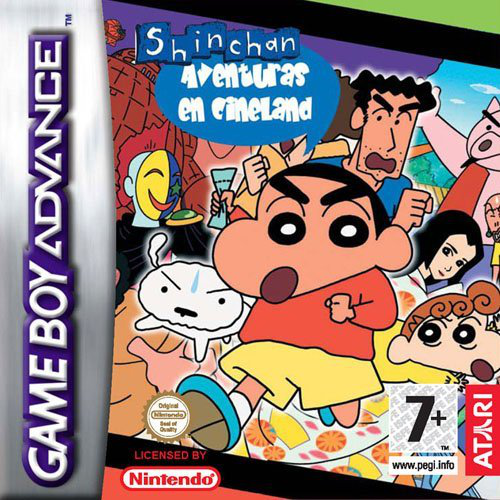 GAME BOY ADVANCE™
Shinchan
Aventuras
en Cineland
Original
Nintendo
Seal of
Quality
LICENSED BY
Nintendo®
7+
www.pegi.info
ATARI